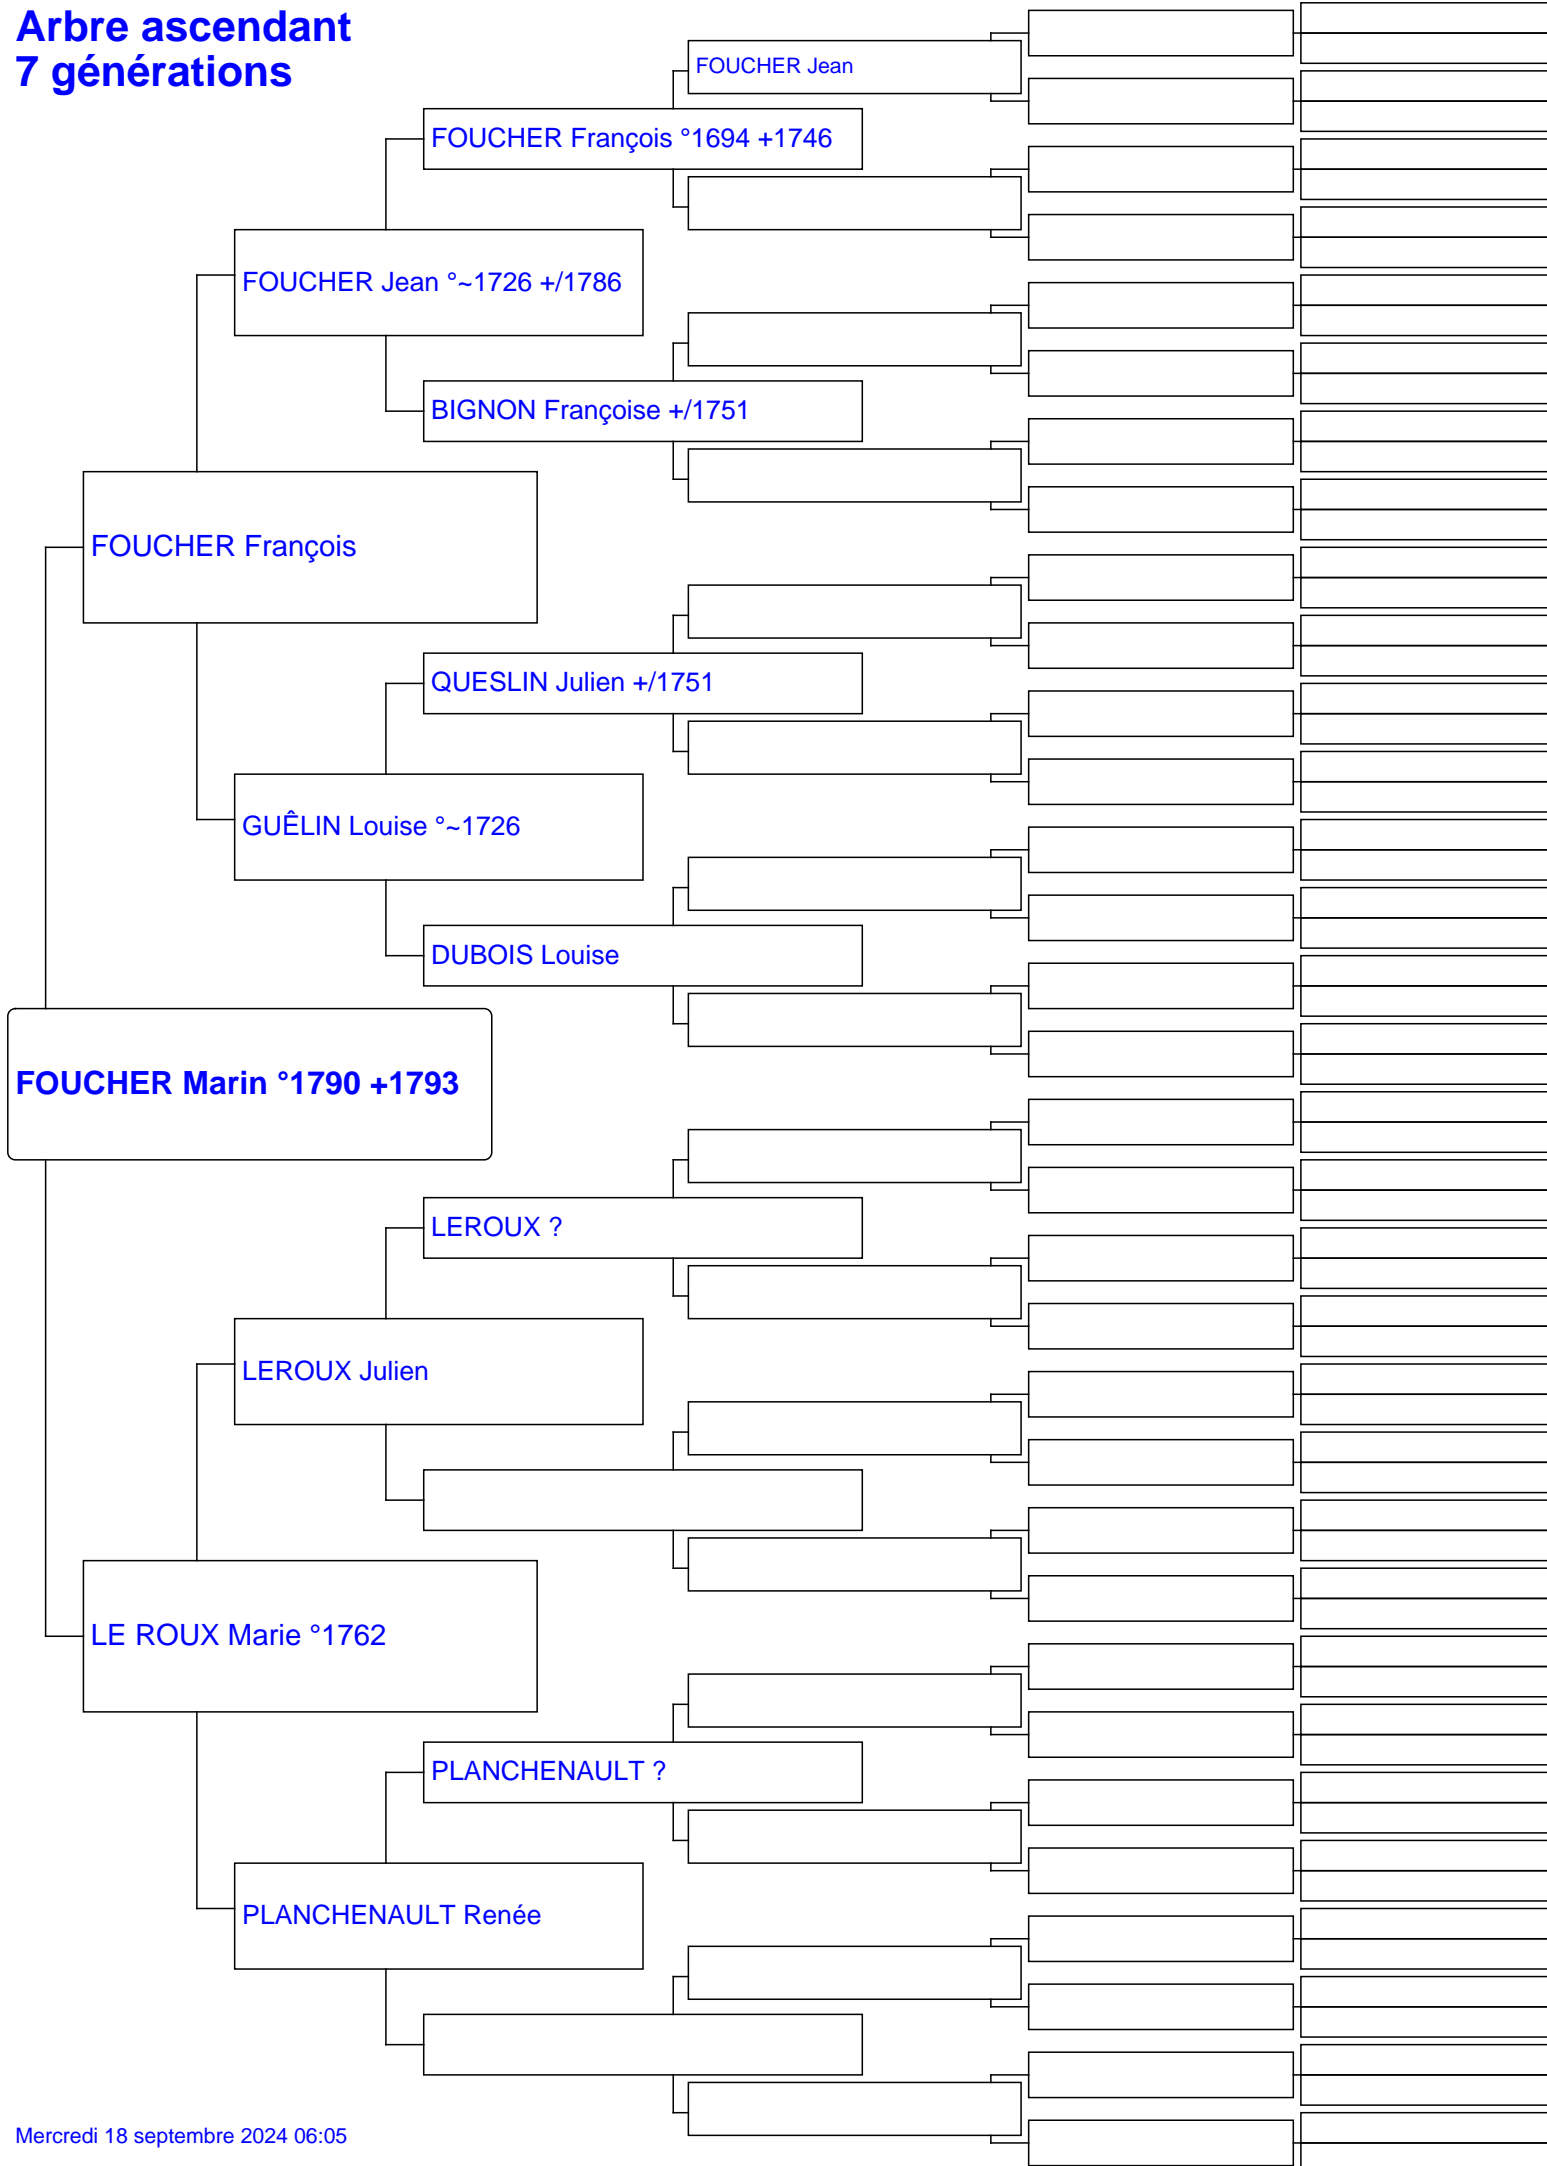 Arbre ascendant
7 générations
FOUCHER Jean
FOUCHER François °1694 +1746
FOUCHER Jean °~1726 +/1786
BIGNON Françoise +/1751
FOUCHER François
QUESLIN Julien +/1751
GUÊLIN Louise °~1726
DUBOIS Louise
FOUCHER Marin °1790 +1793
LEROUX ?
LEROUX Julien
LE ROUX Marie °1762
PLANCHENAULT ?
PLANCHENAULT Renée
Mercredi 18 septembre 2024 06:05